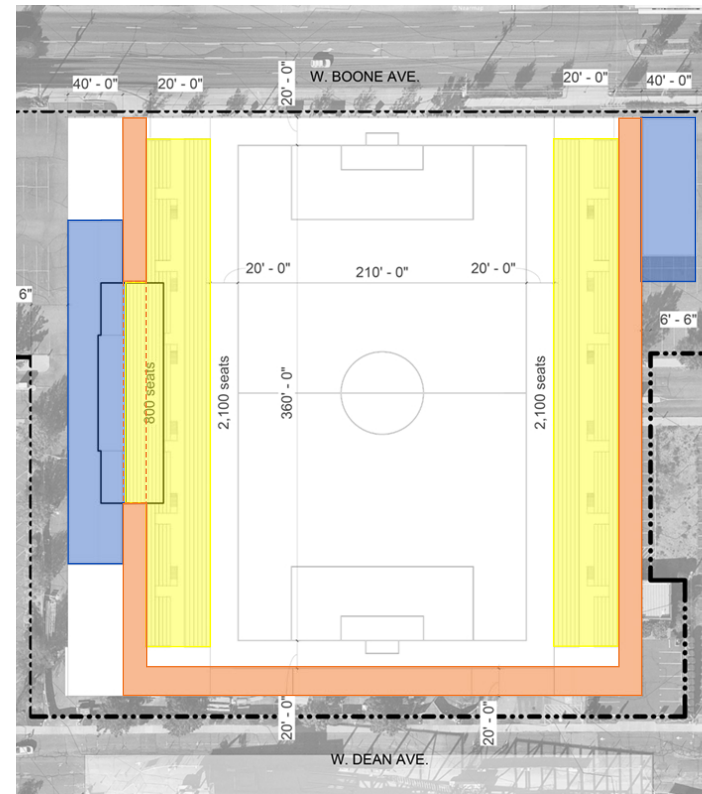 W. BOONE AVE.
40' - 0"
20' - 0"
20' - 0"
20' - 0"
40' - 0"
20' - 0"
210' - 0"
20' - 0"
6"
6' - 6"
800 seats
2,100 seats
360' - 0"
2,100 seats
20' - 0"
20' - 0"
W. DEAN AVE.